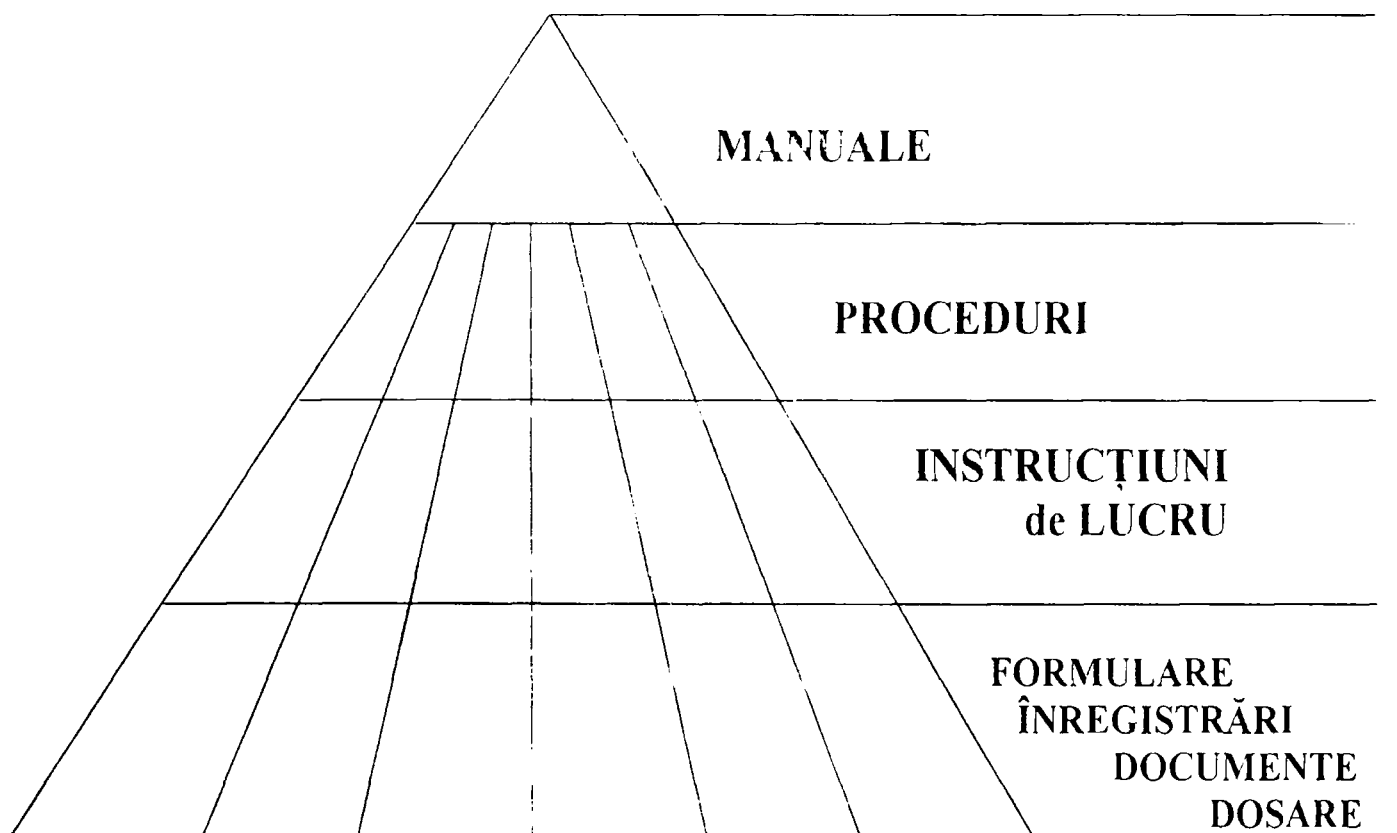 MANUALE
PROCEDURI
INSTRUCȚIUNI
de LUCRU
FORMULARE
ÎNREGISTRĂRI
DOCUMENTE
DOSARE